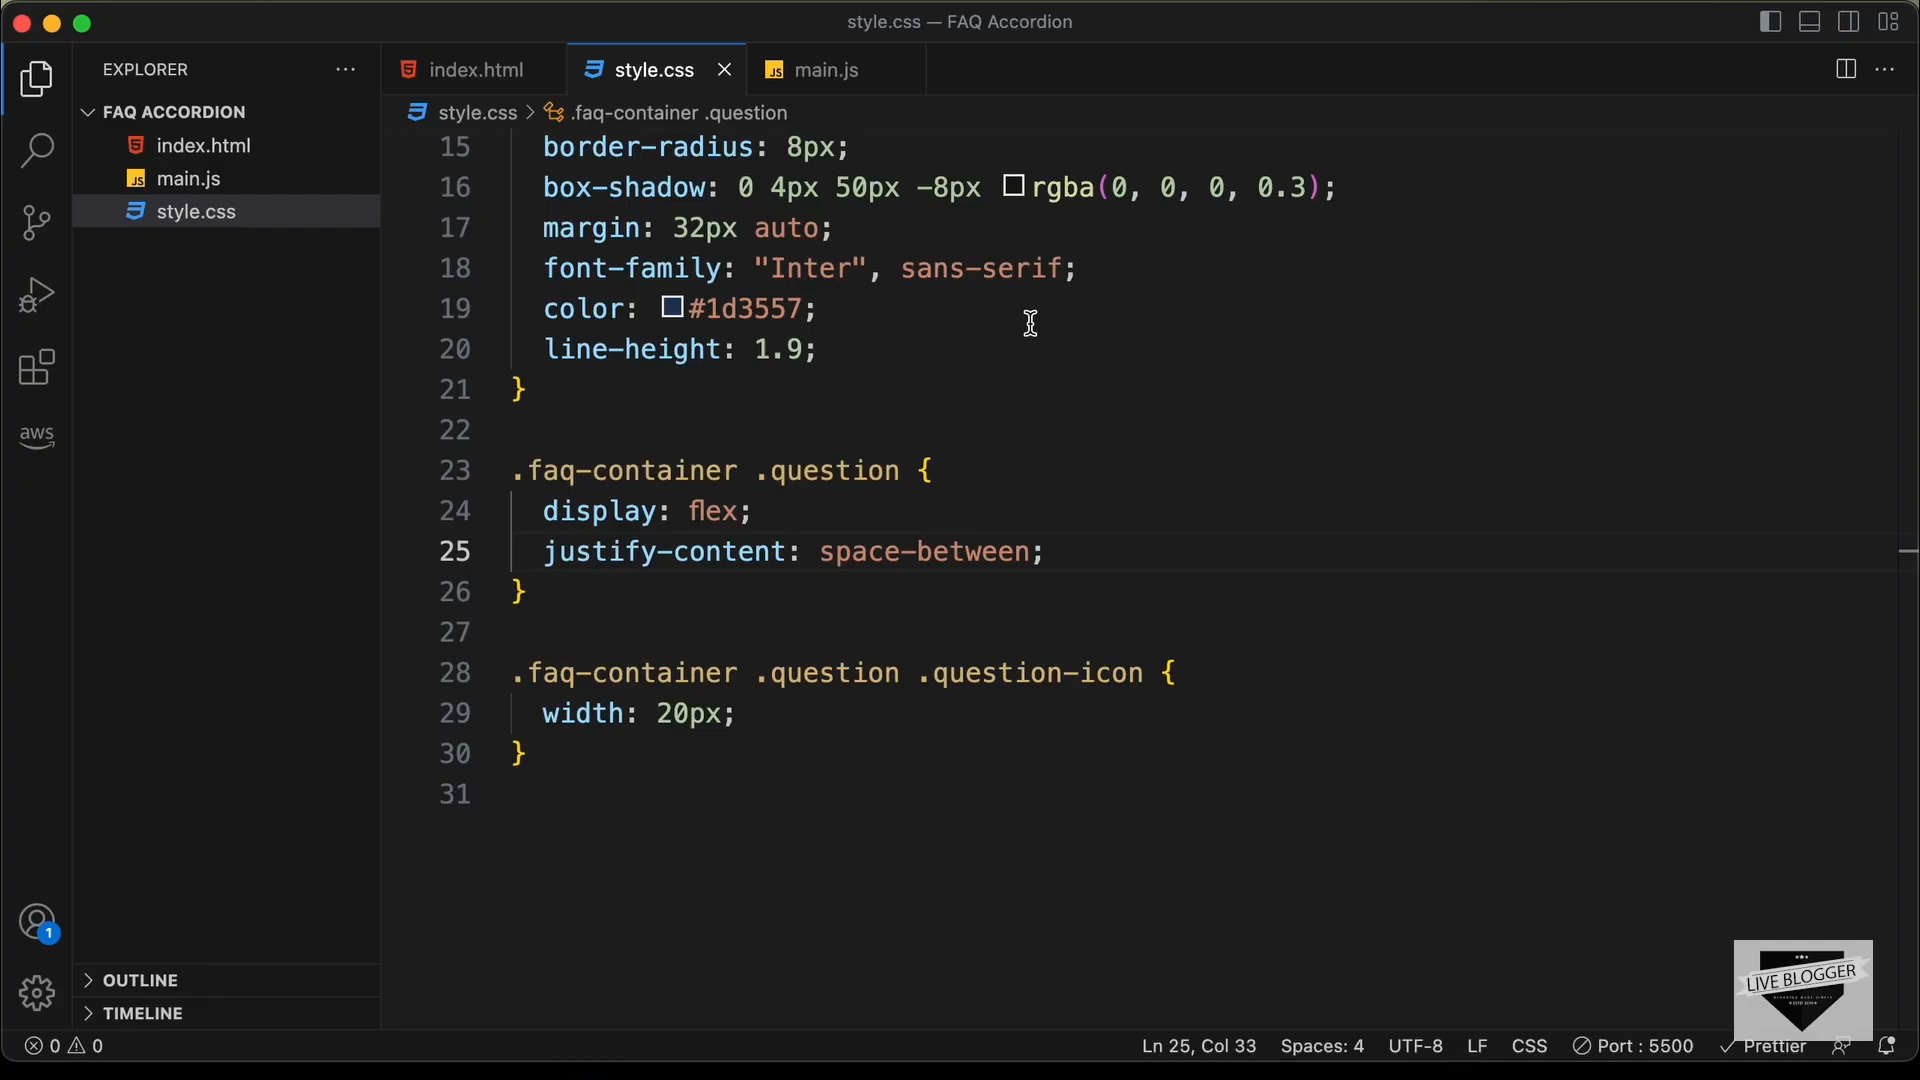 style.css — FAQ Accordion
EXPLORER
index.html
style.css
JS main.js
FAQ ACCORDION
style.css > .faq-container .question
index.html
JS main.js
style.css
15 border-radius: 8px;
16 box-shadow: 0 4px 50px -8px rgba(0, 0, 0, 0.3);
17 margin: 32px auto;
18 font-family: "Inter", sans-serif;
19 color: #1d3557;
20 line-height: 1.9;
21 }
22
23 .faq-container .question {
24 display: flex;
25 justify-content: space-between;
26 }
27
28 .faq-container .question .question-icon {
29 width: 20px;
30 }
31
aws
1
OUTLINE
TIMELINE
LIVE BLOGGER
0 0
Ln 25, Col 33 Spaces: 4 UTF-8 LF CSS Port : 5500 Prettier